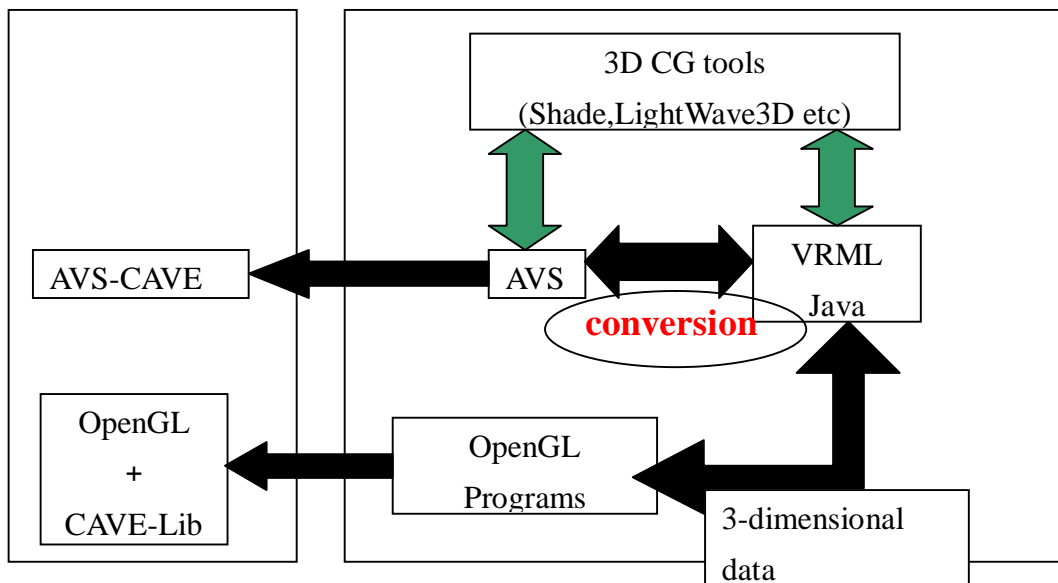 3D CG tools
(Shade,LightWave3D etc)
AVS-CAVE
AVS
VRML
Java
conversion
OpenGL
+
CAVE-Lib
OpenGL
Programs
3-dimensional
data